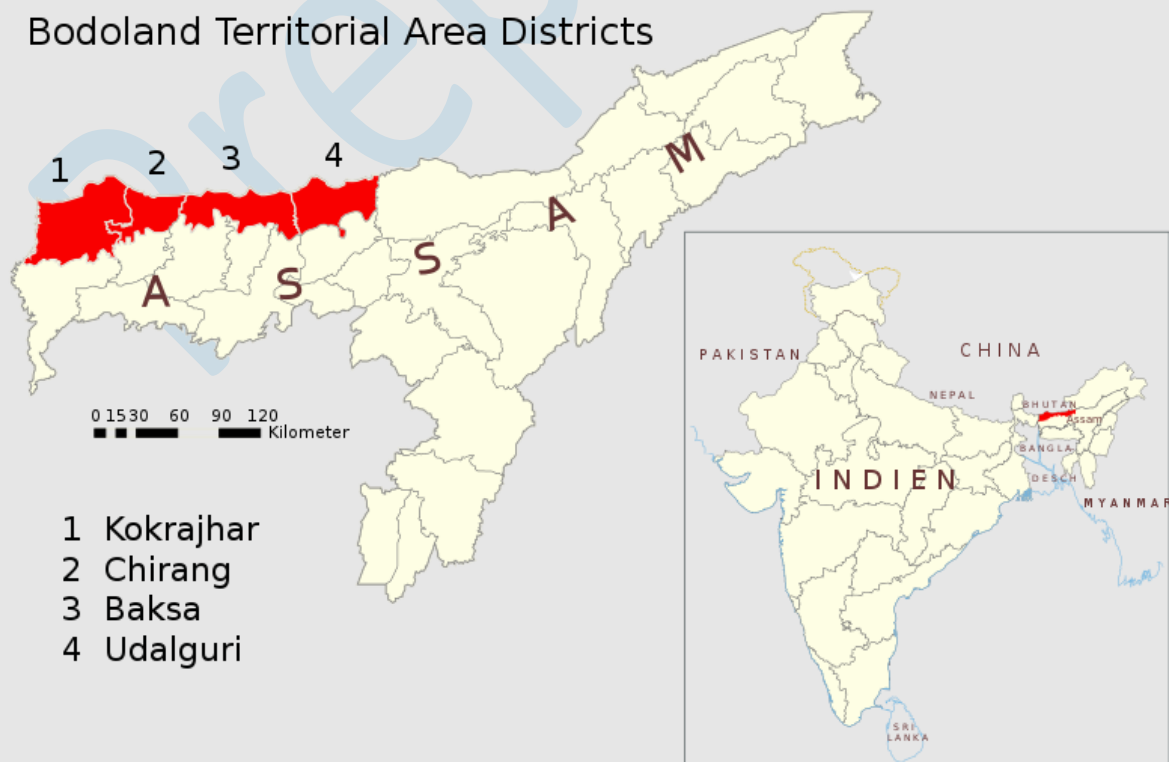 Bodoland Territorial Area Districts
1 2 3 4
A S S A M
0 15 30 60 90 120
Kilometer
1 Kokrajhar
2 Chirang
3 Baksa
4 Udalguri
PAKISTAN
CHINA
NEPAL
BHUTAN
Assam
BANGLA
DESCH
INDIEN
MYANMAR
SRI
LANKA